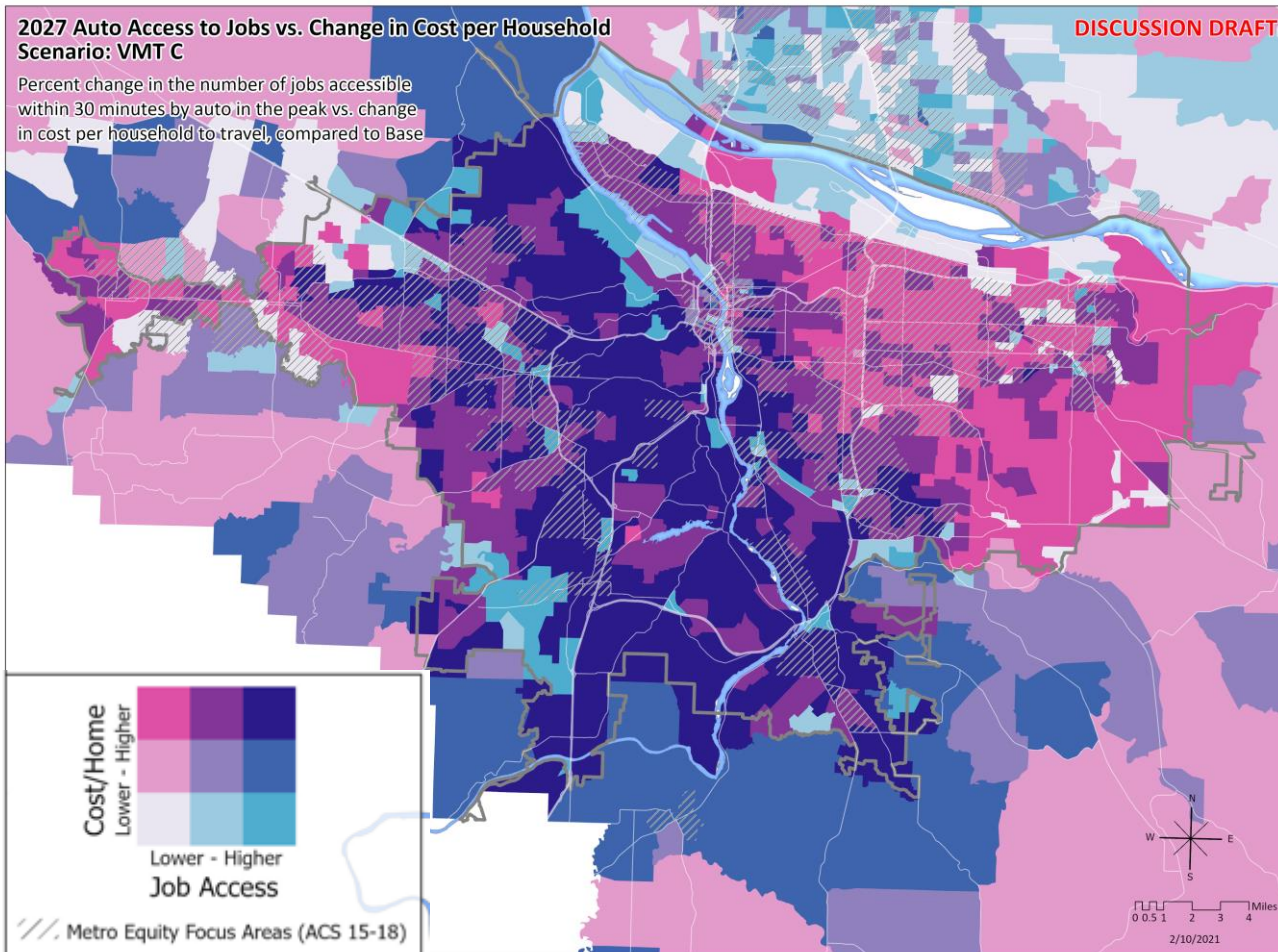 2027 Auto Access to Jobs vs. Change in Cost per Household
Scenario: VMT C
DISCUSSION DRAFT
Percent change in the number of jobs accessible
within 30 minutes by auto in the peak vs. change
in cost per household to travel, compared to Base
Cost/Home
Lower - Higher
Lower - Higher
Job Access
Metro Equity Focus Areas (ACS 15-18)
N
W E
S
Miles
0 0.5 1 2 3 4
2/10/2021